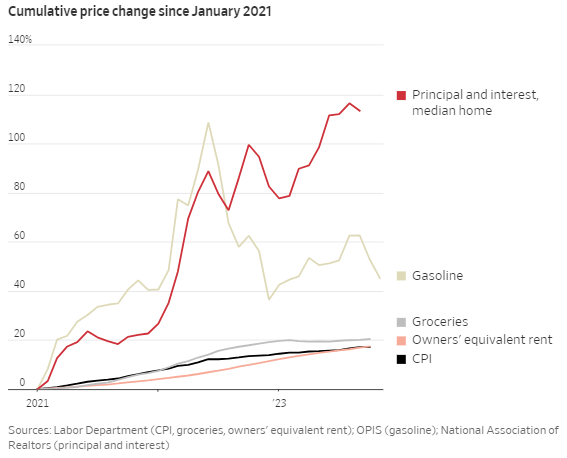 Cumulative price change since January 2021
140%
120
100
80
60
40
20
0
2021
'23
Principal and interest,
median home
Gasoline
Groceries
Owners' equivalent rent
CPI
Sources: Labor Department (CPI, groceries, owners' equivalent rent); OPIS (gasoline); National Association of
Realtors (principal and interest)